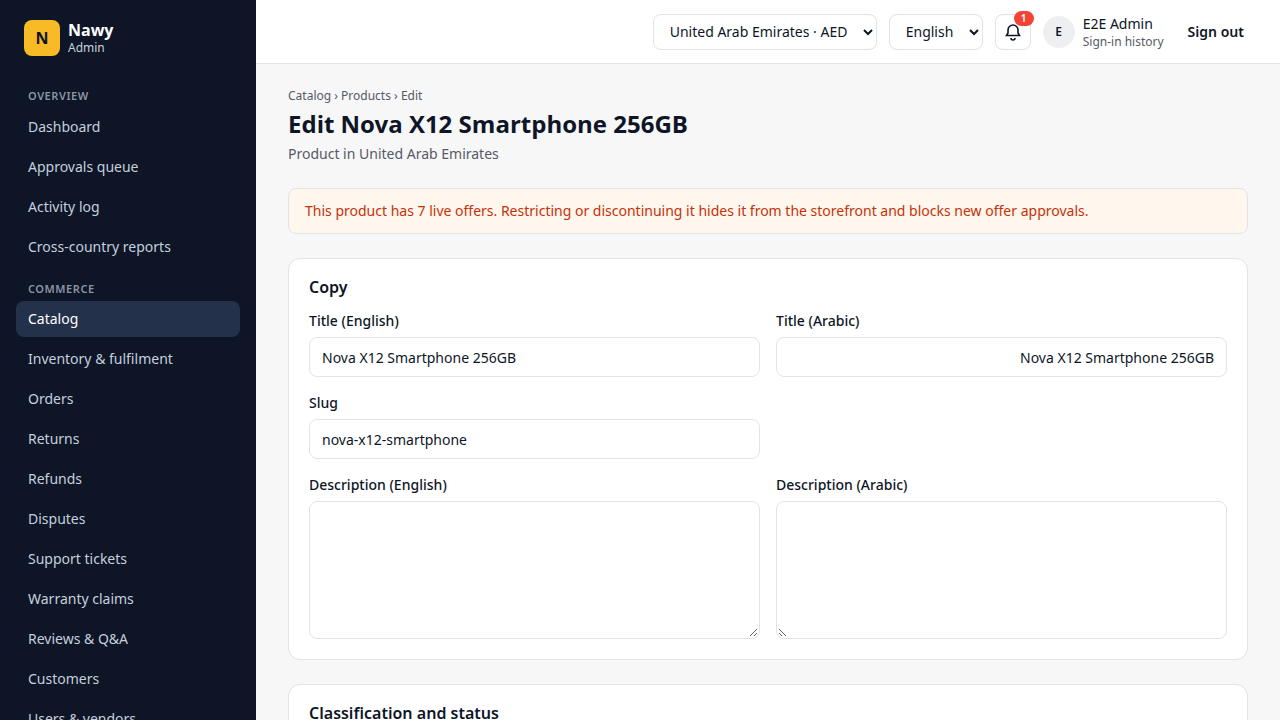 N
Nawy
Admin
United Arab Emirates · AED
English
1
E
E2E Admin
Sign-in history
Sign out
OVERVIEW
Dashboard
Approvals queue
Activity log
Cross-country reports
COMMERCE
Catalog
Inventory & fulfilment
Orders
Returns
Refunds
Disputes
Support tickets
Warranty claims
Reviews & Q&A
Customers
Users & vendors
Catalog › Products › Edit
Edit Nova X12 Smartphone 256GB
Product in United Arab Emirates
This product has 7 live offers. Restricting or discontinuing it hides it from the storefront and blocks new offer approvals.
Copy
Title (English)
Title (Arabic)
Nova X12 Smartphone 256GB
Nova X12 Smartphone 256GB
Slug
nova-x12-smartphone
Description (English)
Description (Arabic)
Classification and status